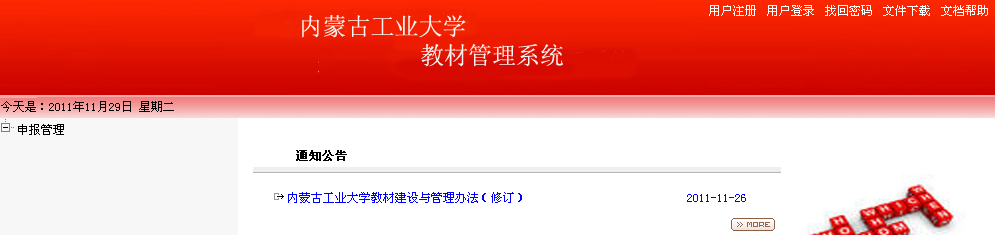 用户注册 用户登录 找回密码 文件下载 文档帮助
内蒙古工业大学
教材管理系统
今天是：2011年11月29日 星期二
申报管理
通知公告
内蒙古工业大学教材建设与管理办法（修订） 2011-11-26
MORE